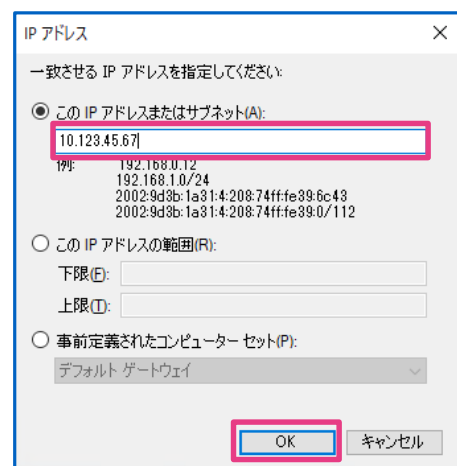 IP アドレス
一致させる IP アドレスを指定してください:
この IP アドレスまたはサブネット(A):
10.123.45.67
例: 192.168.0.12
192.168.1.0/24
2002:9d3b:1a31:4:208:74ff:fe39:6c43
2002:9d3b:1a31:4:208:74ff:fe39:0/112
この IP アドレスの範囲(R):
下限(F):
上限(T):
事前定義されたコンピューター セット(P):
デフォルト ゲートウェイ
OK キャンセル